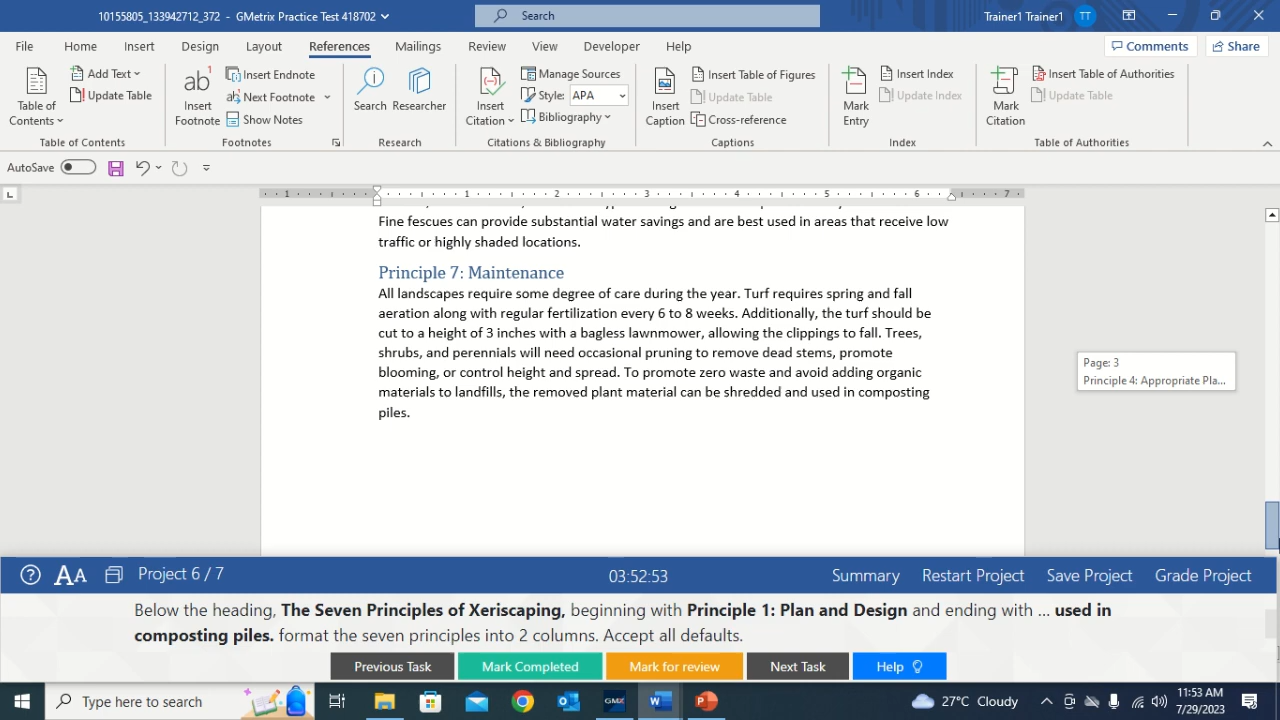 10155805_133942712_372 - GMetrix Practice Test 418702
Search
Trainer1 Trainer1
TT
File
Home
Insert
Design
Layout
References
Mailings
Review
View
Developer
Help
Comments
Share
Table of Contents
Add Text
Update Table
Table of Contents
ab1
Insert Footnote
Insert Endnote
Next Footnote
Show Notes
Footnotes
Search
Researcher
Research
Insert Citation
Manage Sources
Style: APA
Bibliography
Citations & Bibliography
Insert Caption
Insert Table of Figures
Update Table
Cross-reference
Captions
Mark Entry
Insert Index
Update Index
Index
Mark Citation
Insert Table of Authorities
Update Table
Table of Authorities
AutoSave
1 1 2 3 4 5 6 7
Fine fescues can provide substantial water savings and are best used in areas that receive low
traffic or highly shaded locations.
Principle 7: Maintenance
All landscapes require some degree of care during the year. Turf requires spring and fall
aeration along with regular fertilization every 6 to 8 weeks. Additionally, the turf should be
cut to a height of 3 inches with a bagless lawnmower, allowing the clippings to fall. Trees,
shrubs, and perennials will need occasional pruning to remove dead stems, promote
blooming, or control height and spread. To promote zero waste and avoid adding organic
materials to landfills, the removed plant material can be shredded and used in composting
piles.
Page: 3
Principle 4: Appropriate Pla...
Project 6 / 7
03:52:53
Summary
Restart Project
Save Project
Grade Project
Below the heading, The Seven Principles of Xeriscaping, beginning with Principle 1: Plan and Design and ending with ... used in
composting piles. format the seven principles into 2 columns. Accept all defaults.
Previous Task
Mark Completed
Mark for review
Next Task
Help
Type here to search
GMX
27°C Cloudy
11:53 AM
7/29/2023